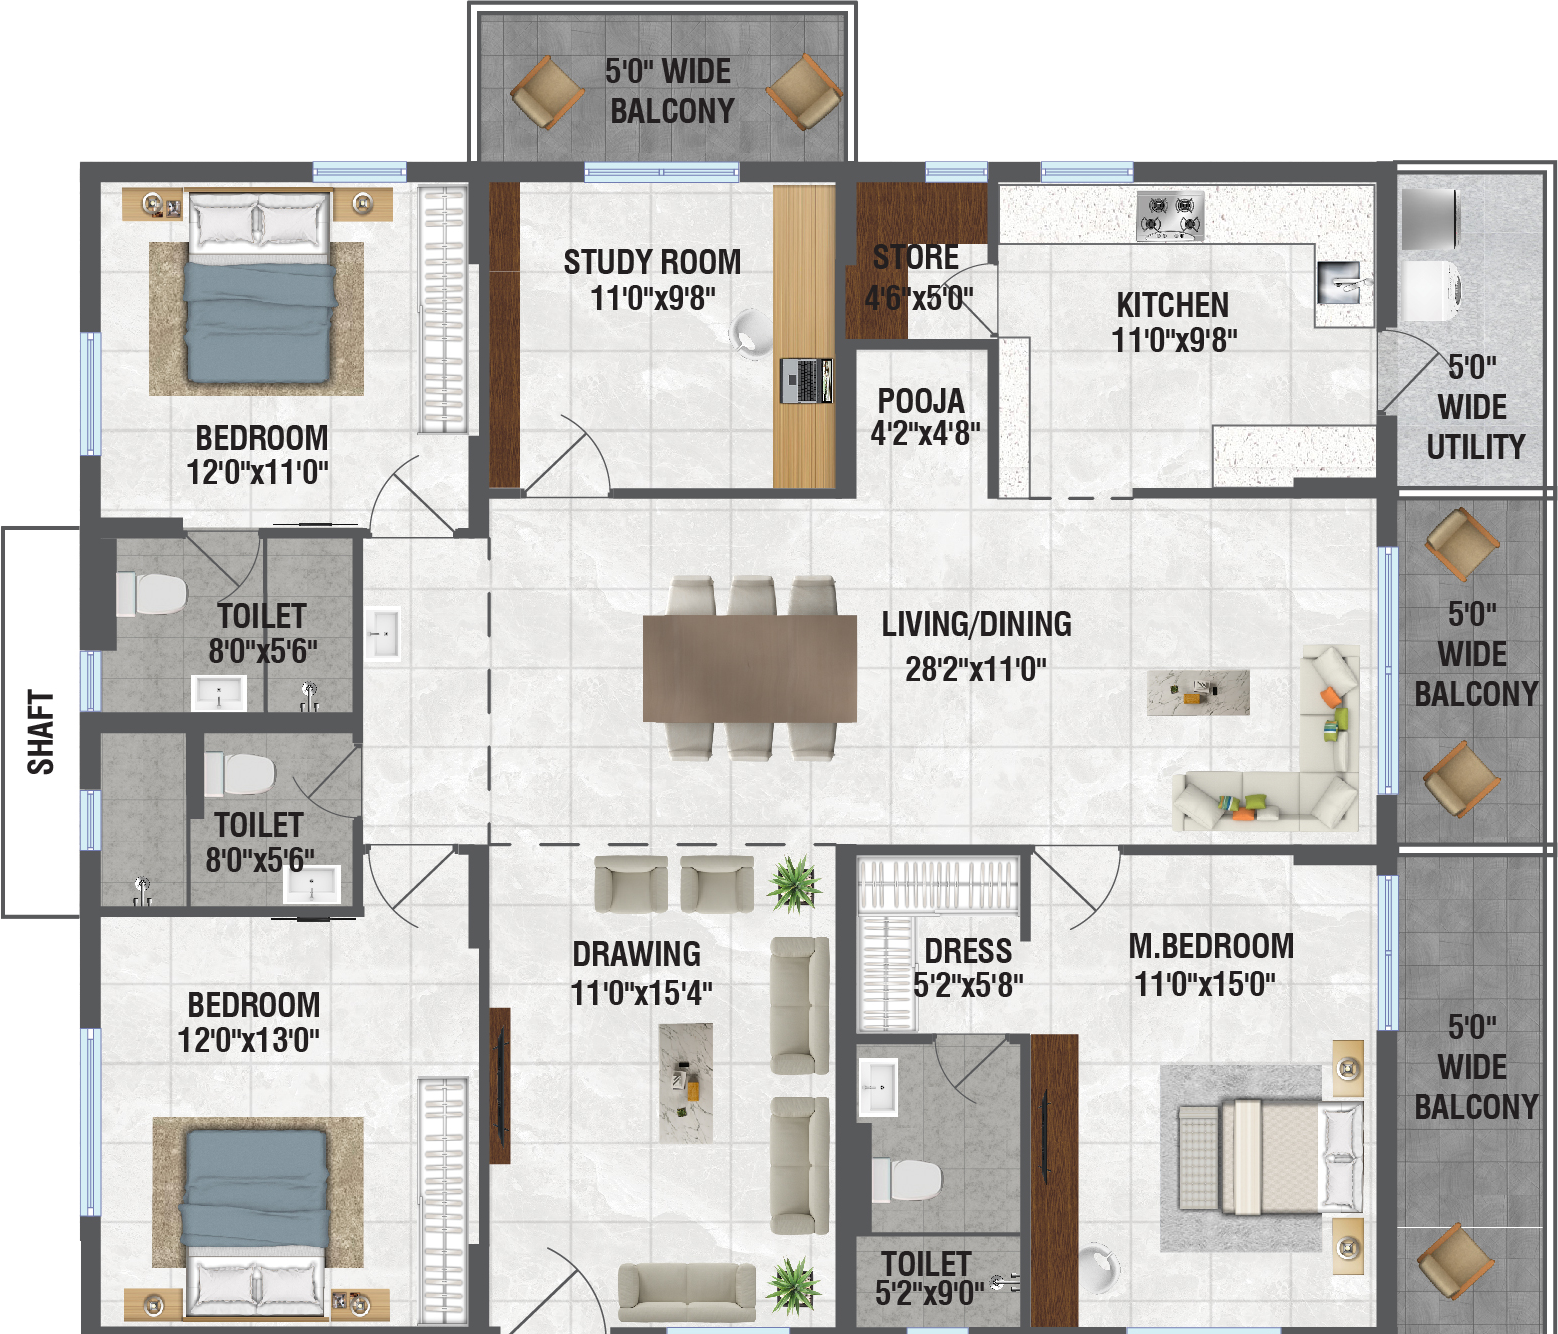 5'0" WIDE
BALCONY
STUDY ROOM
11'0"x9'8"
STORE
4'6"x5'0"
KITCHEN
11'0"x9'8"
5'0"
WIDE
UTILITY
POOJA
4'2"x4'8"
BEDROOM
12'0"x11'0"
TOILET
8'0"x5'6"
LIVING/DINING
28'2"x11'0"
5'0"
WIDE
BALCONY
SHAFT
TOILET
8'0"x5'6"
DRAWING
11'0"x15'4"
DRESS
5'2"x5'8"
M.BEDROOM
11'0"x15'0"
BEDROOM
12'0"x13'0"
5'0"
WIDE
BALCONY
TOILET
5'2"x9'0"